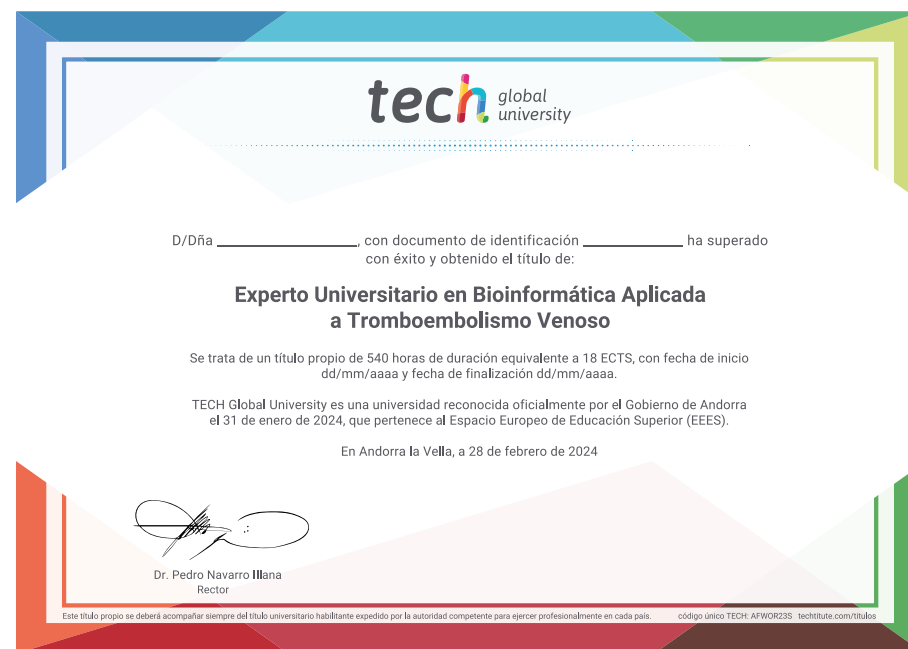 tech global
university
D/Dña ____________________, con documento de identificación ______________ ha superado
con éxito y obtenido el título de:
Experto Universitario en Bioinformática Aplicada
a Tromboembolismo Venoso
Se trata de un título propio de 540 horas de duración equivalente a 18 ECTS, con fecha de inicio
dd/mm/aaaa y fecha de finalización dd/mm/aaaa.
TECH Global University es una universidad reconocida oficialmente por el Gobierno de Andorra
el 31 de enero de 2024, que pertenece al Espacio Europeo de Educación Superior (EEES).
En Andorra la Vella, a 28 de febrero de 2024
Dr. Pedro Navarro Illana
Rector
Este título propio se deberá acompañar siempre del título universitario habilitante expedido por la autoridad competente para ejercer profesionalmente en cada país. código único TECH: AFWOR23S techtitute.com/titulos